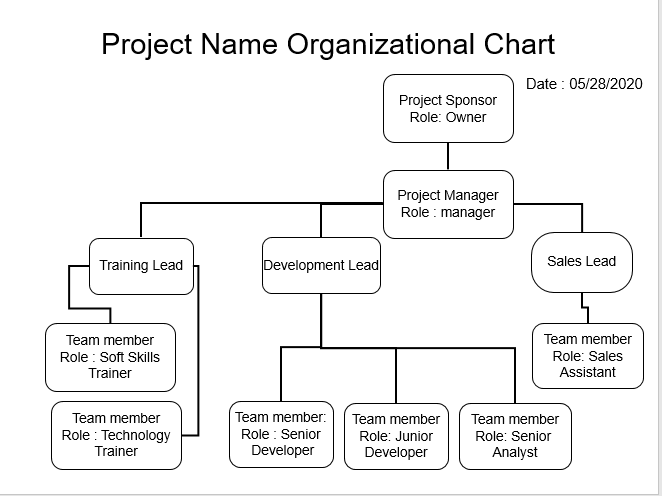 Project Name Organizational Chart
Date : 05/28/2020
Project Sponsor
Role: Owner
Project Manager
Role : manager
Training Lead
Development Lead
Sales Lead
Team member
Role : Soft Skills
Trainer
Team member
Role: Sales
Assistant
Team member
Role : Technology
Trainer
Team member:
Role : Senior
Developer
Team member
Role: Junior
Developer
Team member
Role: Senior
Analyst